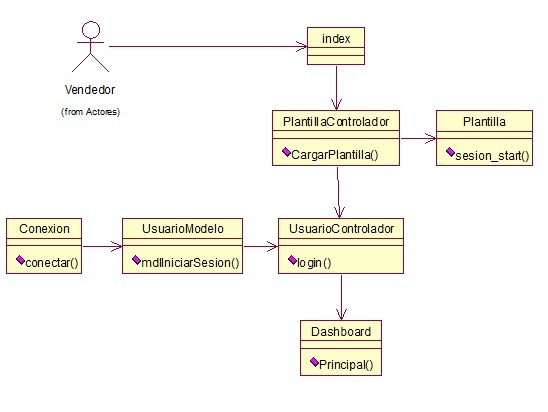 index
Vendedor
(from Actores)
PlantillaControlador
CargarPlantilla()
Plantilla
sesion_start()
Conexion
conectar()
UsuarioModelo
mdlIniciarSesion()
UsuarioControlador
login()
Dashboard
Principal()